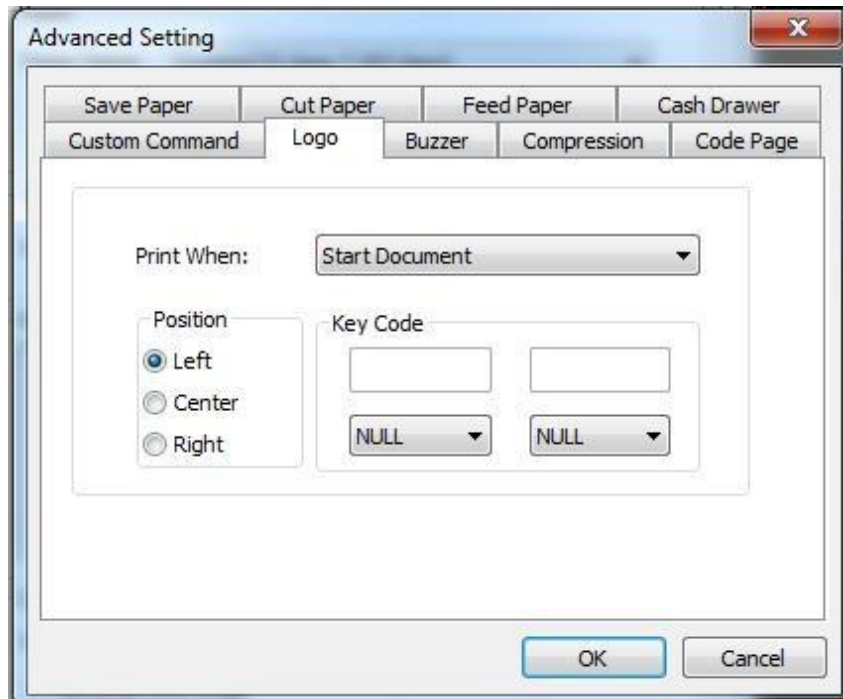 Advanced Setting
Save Paper Cut Paper Feed Paper Cash Drawer
Custom Command Logo Buzzer Compression Code Page
Print When: Start Document
Position Key Code
Left
Center
Right
NULL NULL
OK Cancel